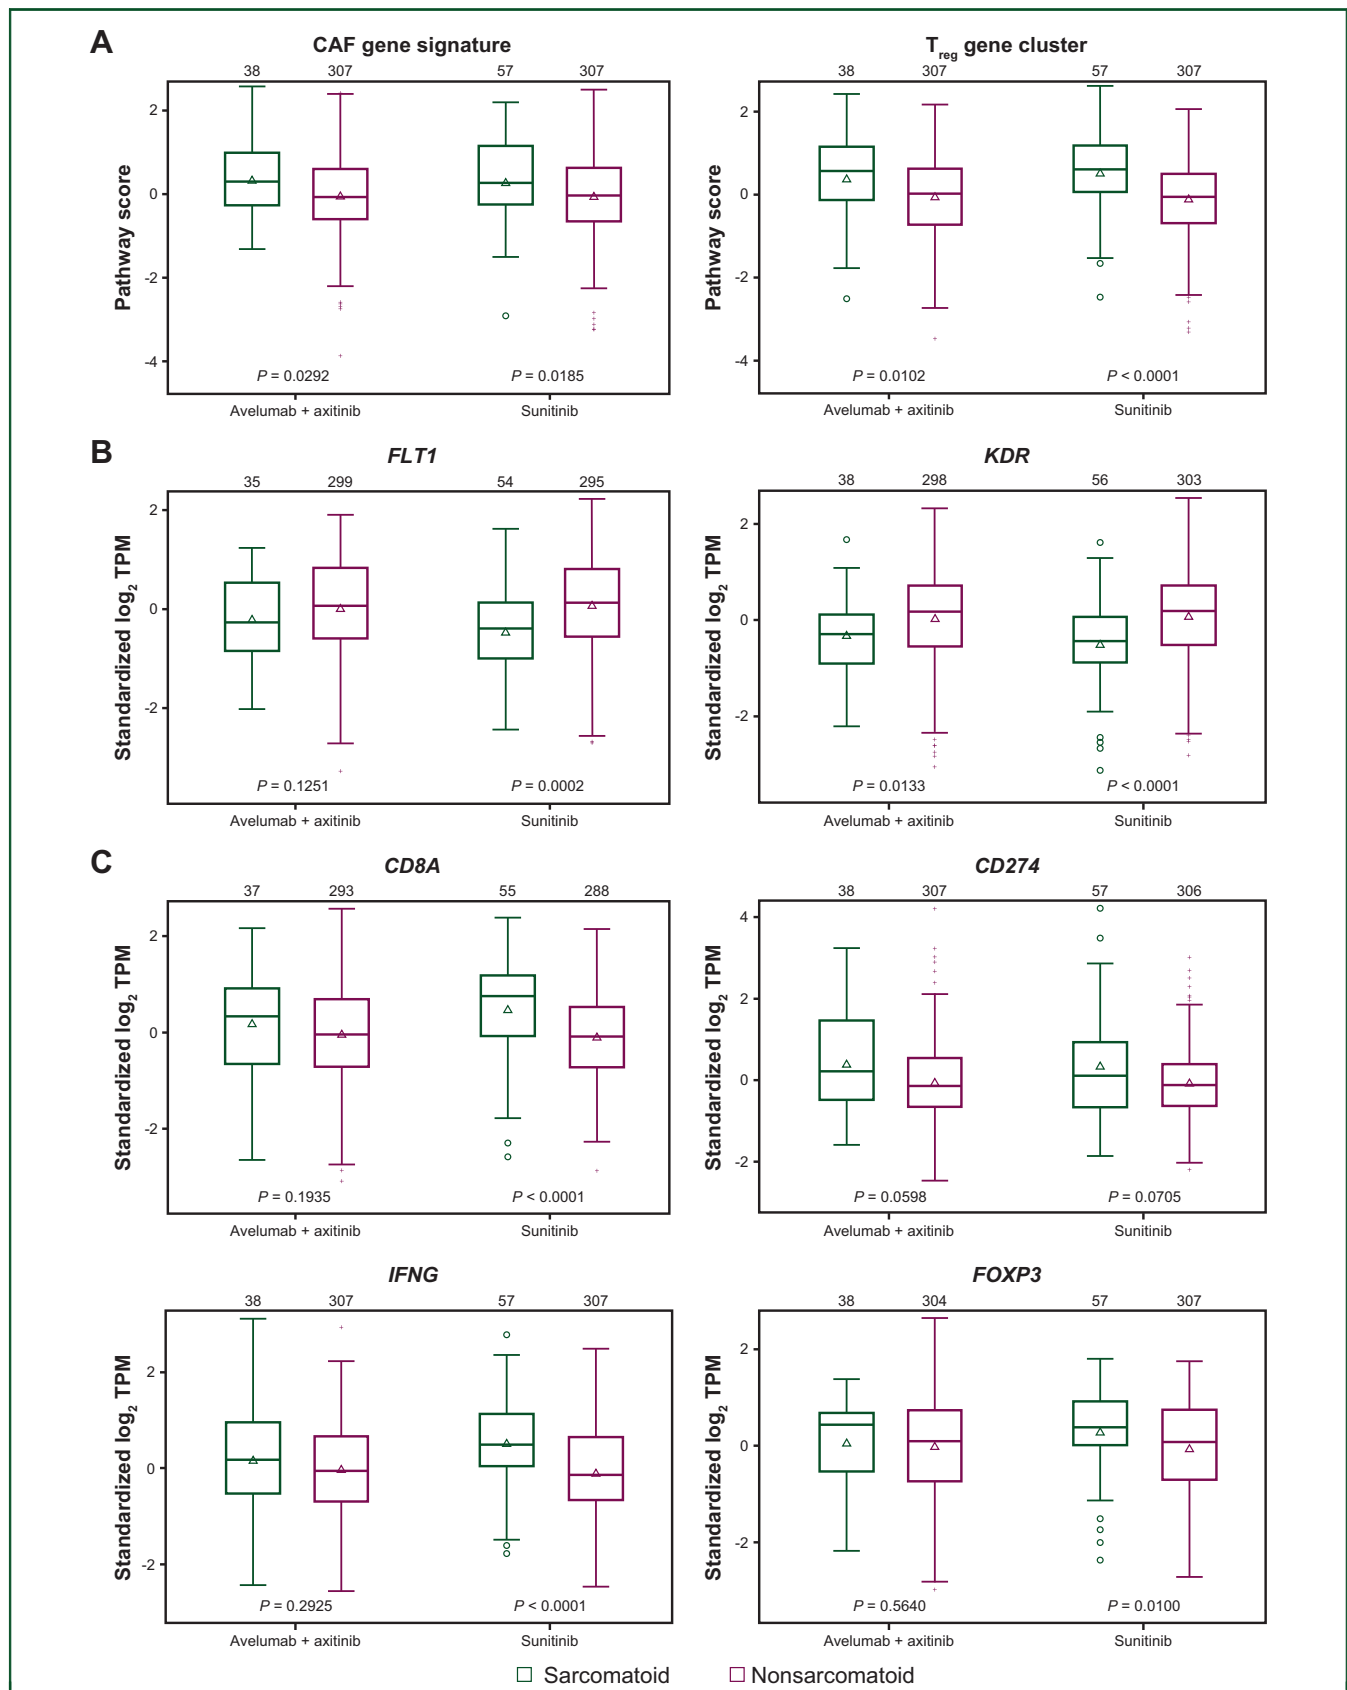 A
CAF gene signature
38 307 57 307
Pathway score
2
0
-2
-4
P = 0.0292 P = 0.0185
Avelumab + axitinib Sunitinib
Treg gene cluster
38 307 57 307
Pathway score
2
0
-2
-4
P = 0.0102 P < 0.0001
Avelumab + axitinib Sunitinib
B
FLT1
35 299 54 295
Standardized log2 TPM
2
0
-2
P = 0.1251 P = 0.0002
Avelumab + axitinib Sunitinib
KDR
38 298 56 303
Standardized log2 TPM
2
0
-2
P = 0.0133 P < 0.0001
Avelumab + axitinib Sunitinib
C
CD8A
37 293 55 288
Standardized log2 TPM
2
0
-2
P = 0.1935 P < 0.0001
Avelumab + axitinib Sunitinib
CD274
38 307 57 306
Standardized log2 TPM
4
2
0
-2
P = 0.0598 P = 0.0705
Avelumab + axitinib Sunitinib
IFNG
38 307 57 307
Standardized log2 TPM
2
0
-2
P = 0.2925 P < 0.0001
Avelumab + axitinib Sunitinib
FOXP3
38 304 57 307
Standardized log2 TPM
2
0
-2
P = 0.5640 P = 0.0100
Avelumab + axitinib Sunitinib
Sarcomatoid Nonsarcomatoid